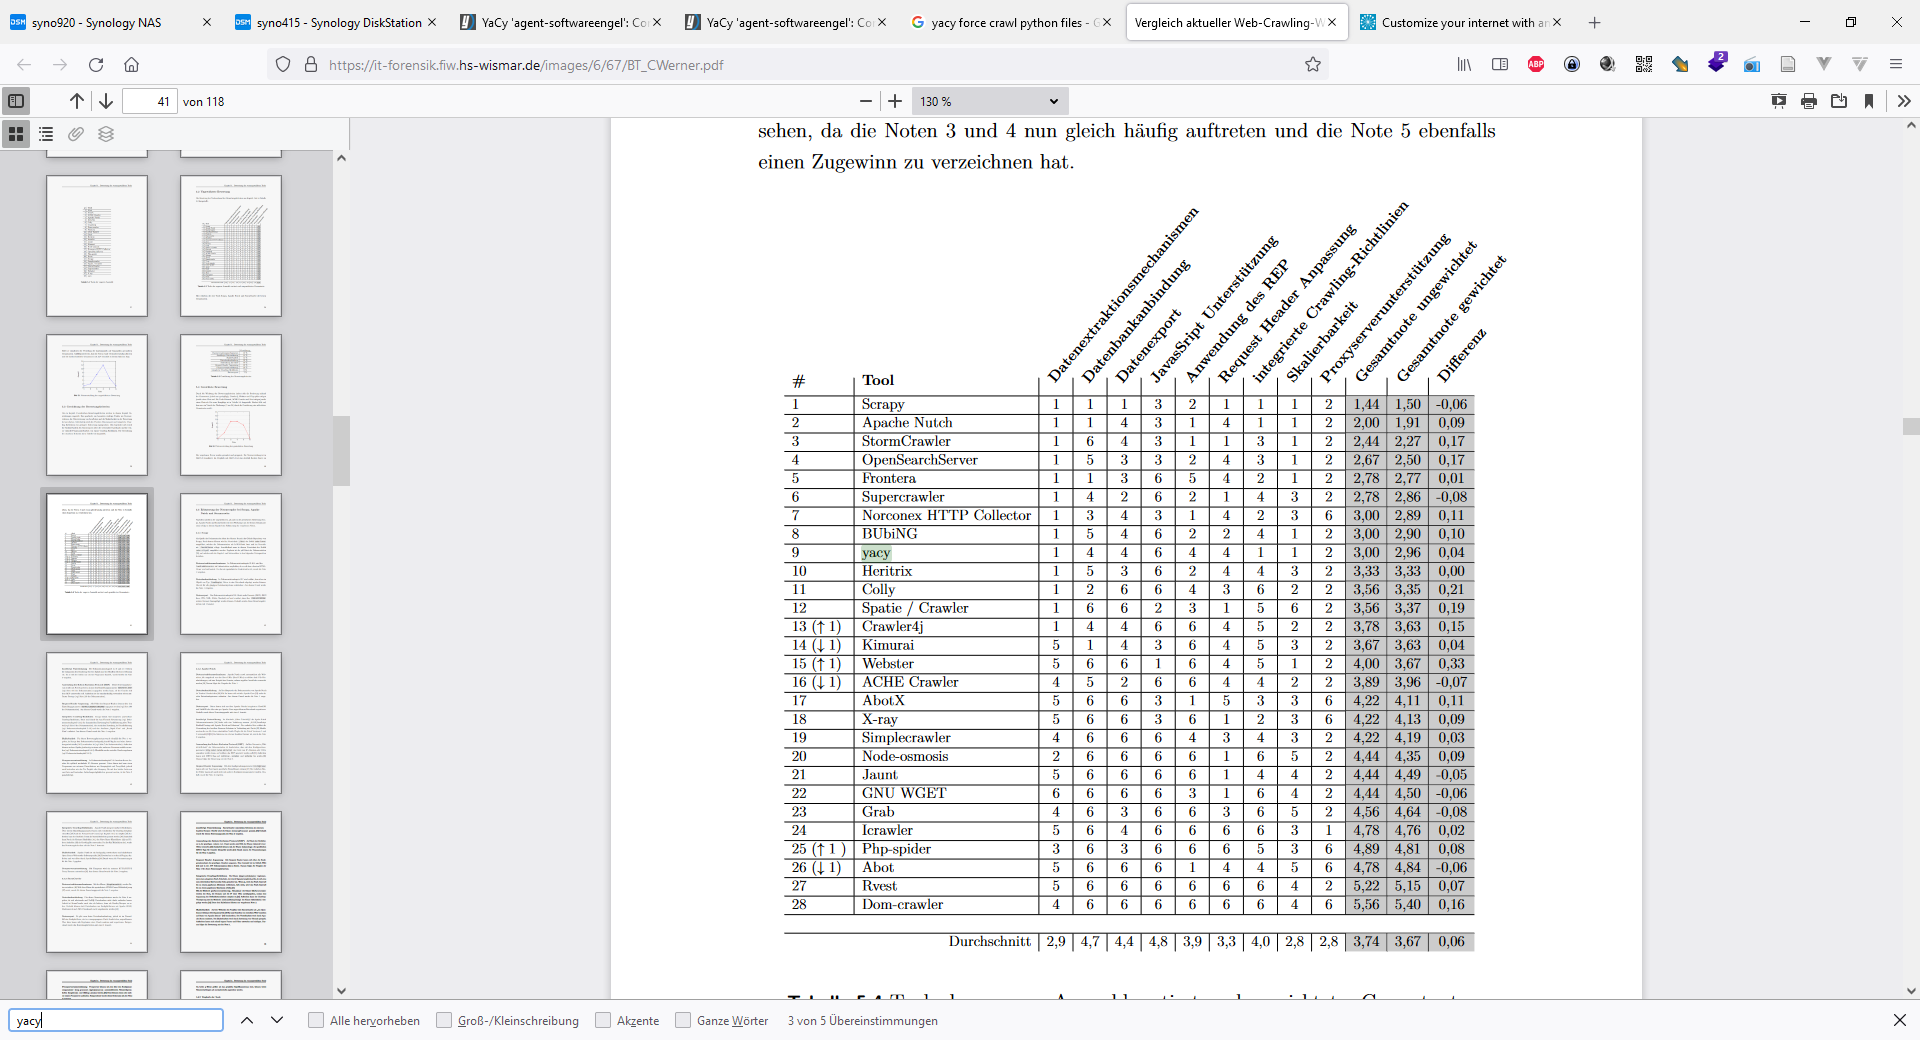 syno920 - Synology NAS
syno415 - Synology DiskStation
YaCy 'agent-softwareengel': Co
YaCy 'agent-softwareengel': Co
yacy force crawl python files - G
Vergleich aktueller Web-Crawling-W
Customize your internet with an
https://it-forensik.fiw.hs-wismar.de/images/6/67/BT_CWerner.pdf
ABP
2
41 von 118
130 %
sehen, da die Noten 3 und 4 nun gleich häufig auftreten und die Note 5 ebenfalls
einen Zugewinn zu verzeichnen hat.
# Tool Datenextraktionsmechanismen Datenbankanbindung Datenexport JavaScript Unterstützung Anwendung des REP Request Header Anpassung integrierte Crawling-Richtlinien Skalierbarkeit Proxyserverunterstützung Gesamtnote ungewichtet Gesamtnote gewichtet Differenz
1 Scrapy 1 1 1 3 2 1 1 1 2 1,44 1,50 -0,06
2 Apache Nutch 1 1 4 3 1 4 1 1 2 2,00 1,91 0,09
3 StormCrawler 1 6 4 3 1 1 3 1 2 2,44 2,27 0,17
4 OpenSearchServer 1 5 3 3 2 4 3 1 2 2,67 2,50 0,17
5 Frontera 1 1 3 6 5 4 2 1 2 2,78 2,77 0,01
6 Supercrawler 1 4 2 6 2 1 4 3 2 2,78 2,86 -0,08
7 Norconex HTTP Collector 1 3 4 3 1 4 2 3 6 3,00 2,89 0,11
8 BUbiNG 1 5 4 6 2 2 4 1 2 3,00 2,90 0,10
9 yacy 1 4 4 6 4 4 1 1 2 3,00 2,96 0,04
10 Heritrix 1 5 3 6 2 4 4 3 2 3,33 3,33 0,00
11 Colly 1 2 6 6 4 3 6 2 2 3,56 3,35 0,21
12 Spatie / Crawler 1 6 6 2 3 1 5 6 2 3,56 3,37 0,19
13 (↑ 1) Crawler4j 1 4 4 6 6 4 5 2 2 3,78 3,63 0,15
14 (↓ 1) Kimurai 5 1 4 3 6 4 5 3 2 3,67 3,63 0,04
15 (↑ 1) Webster 5 6 6 1 6 4 5 1 2 4,00 3,67 0,33
16 (↓ 1) ACHE Crawler 4 5 2 6 6 4 4 2 2 3,89 3,96 -0,07
17 AbotX 5 6 6 3 1 5 3 3 6 4,22 4,11 0,11
18 X-ray 5 6 6 3 6 1 2 3 6 4,22 4,13 0,09
19 Simplecrawler 4 6 6 6 4 3 4 3 2 4,22 4,19 0,03
20 Node-osmosis 2 6 6 6 6 1 6 5 2 4,44 4,35 0,09
21 Jaunt 5 6 6 6 6 1 4 4 2 4,44 4,49 -0,05
22 GNU WGET 6 6 6 6 3 1 6 4 2 4,44 4,50 -0,06
23 Grab 4 6 3 6 6 3 6 5 2 4,56 4,64 -0,08
24 Icrawler 5 6 4 6 6 6 6 3 1 4,78 4,76 0,02
25 (↑ 1 ) Php-spider 3 6 3 6 6 6 5 3 6 4,89 4,81 0,08
26 (↓ 1) Abot 5 6 6 6 1 4 4 5 6 4,78 4,84 -0,06
27 Rvest 5 6 6 6 6 6 6 4 2 5,22 5,15 0,07
28 Dom-crawler 4 6 6 6 6 6 6 4 6 5,56 5,40 0,16
Durchschnitt 2,9 4,7 4,4 4,8 3,9 3,3 4,0 2,8 2,8 3,74 3,67 0,06
yacy
Alle hervorheben
Groß-/Kleinschreibung
Akzente
Ganze Wörter
3 von 5 Übereinstimmungen